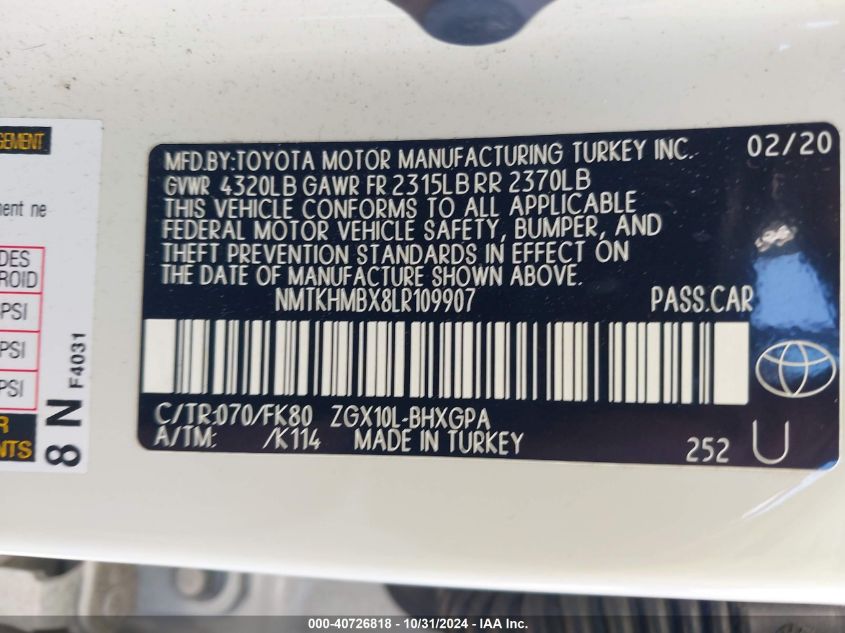 GEMENT
ment ne
DES
ROID
PSI
PSI
PSI
R
NTS
8 N F4031
MFD.BY:TOYOTA MOTOR MANUFACTURING TURKEY INC. 02/20
GVWR 4320LB GAWR FR 2315LB RR 2370LB
THIS VEHICLE CONFORMS TO ALL APPLICABLE
FEDERAL MOTOR VEHICLE SAFETY, BUMPER, AND
THEFT PREVENTION STANDARDS IN EFFECT ON
THE DATE OF MANUFACTURE SHOWN ABOVE.
NMTKHMBX8LR109907 PASS.CAR
C/TR:070/FK80 ZGX10L-BHXGPA
A/TM: /K114 MADE IN TURKEY 252 U
000-40726818 - 10/31/2024 - IAA Inc.